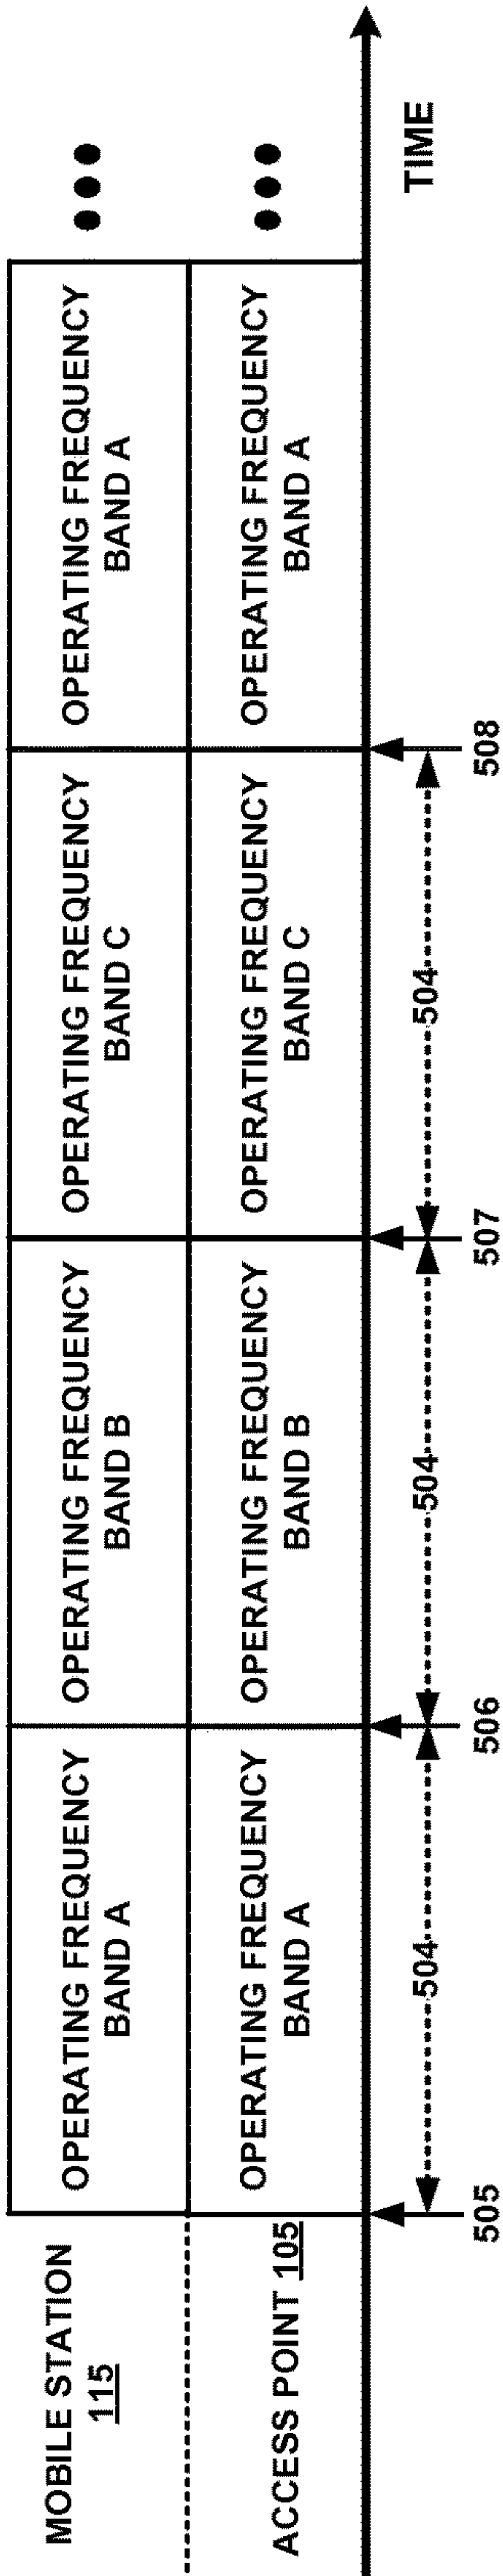 MOBILE STATION
115
OPERATING FREQUENCY
BAND A
OPERATING FREQUENCY
BAND B
OPERATING FREQUENCY
BAND C
OPERATING FREQUENCY
BAND A
ACCESS POINT 105
OPERATING FREQUENCY
BAND A
OPERATING FREQUENCY
BAND B
OPERATING FREQUENCY
BAND C
OPERATING FREQUENCY
BAND A
TIME
504
504
504
505
506
507
508